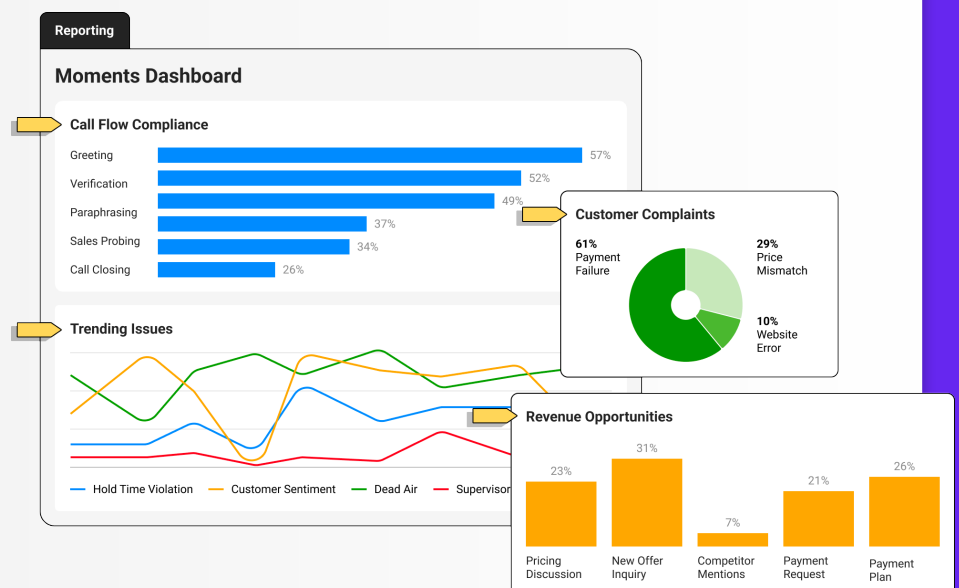 Reporting
Moments Dashboard
Call Flow Compliance
Greeting
57%
Verification
52%
49%
Paraphrasing
37%
Sales Probing
34%
Call Closing
26%
Customer Complaints
61%
Payment
Failure
29%
Price
Mismatch
10%
Website
Error
Trending Issues
Hold Time Violation
Customer Sentiment
Dead Air
Supervisor
Revenue Opportunities
23%
31%
7%
21%
26%
Pricing
Discussion
New Offer
Inquiry
Competitor
Mentions
Payment
Request
Payment
Plan